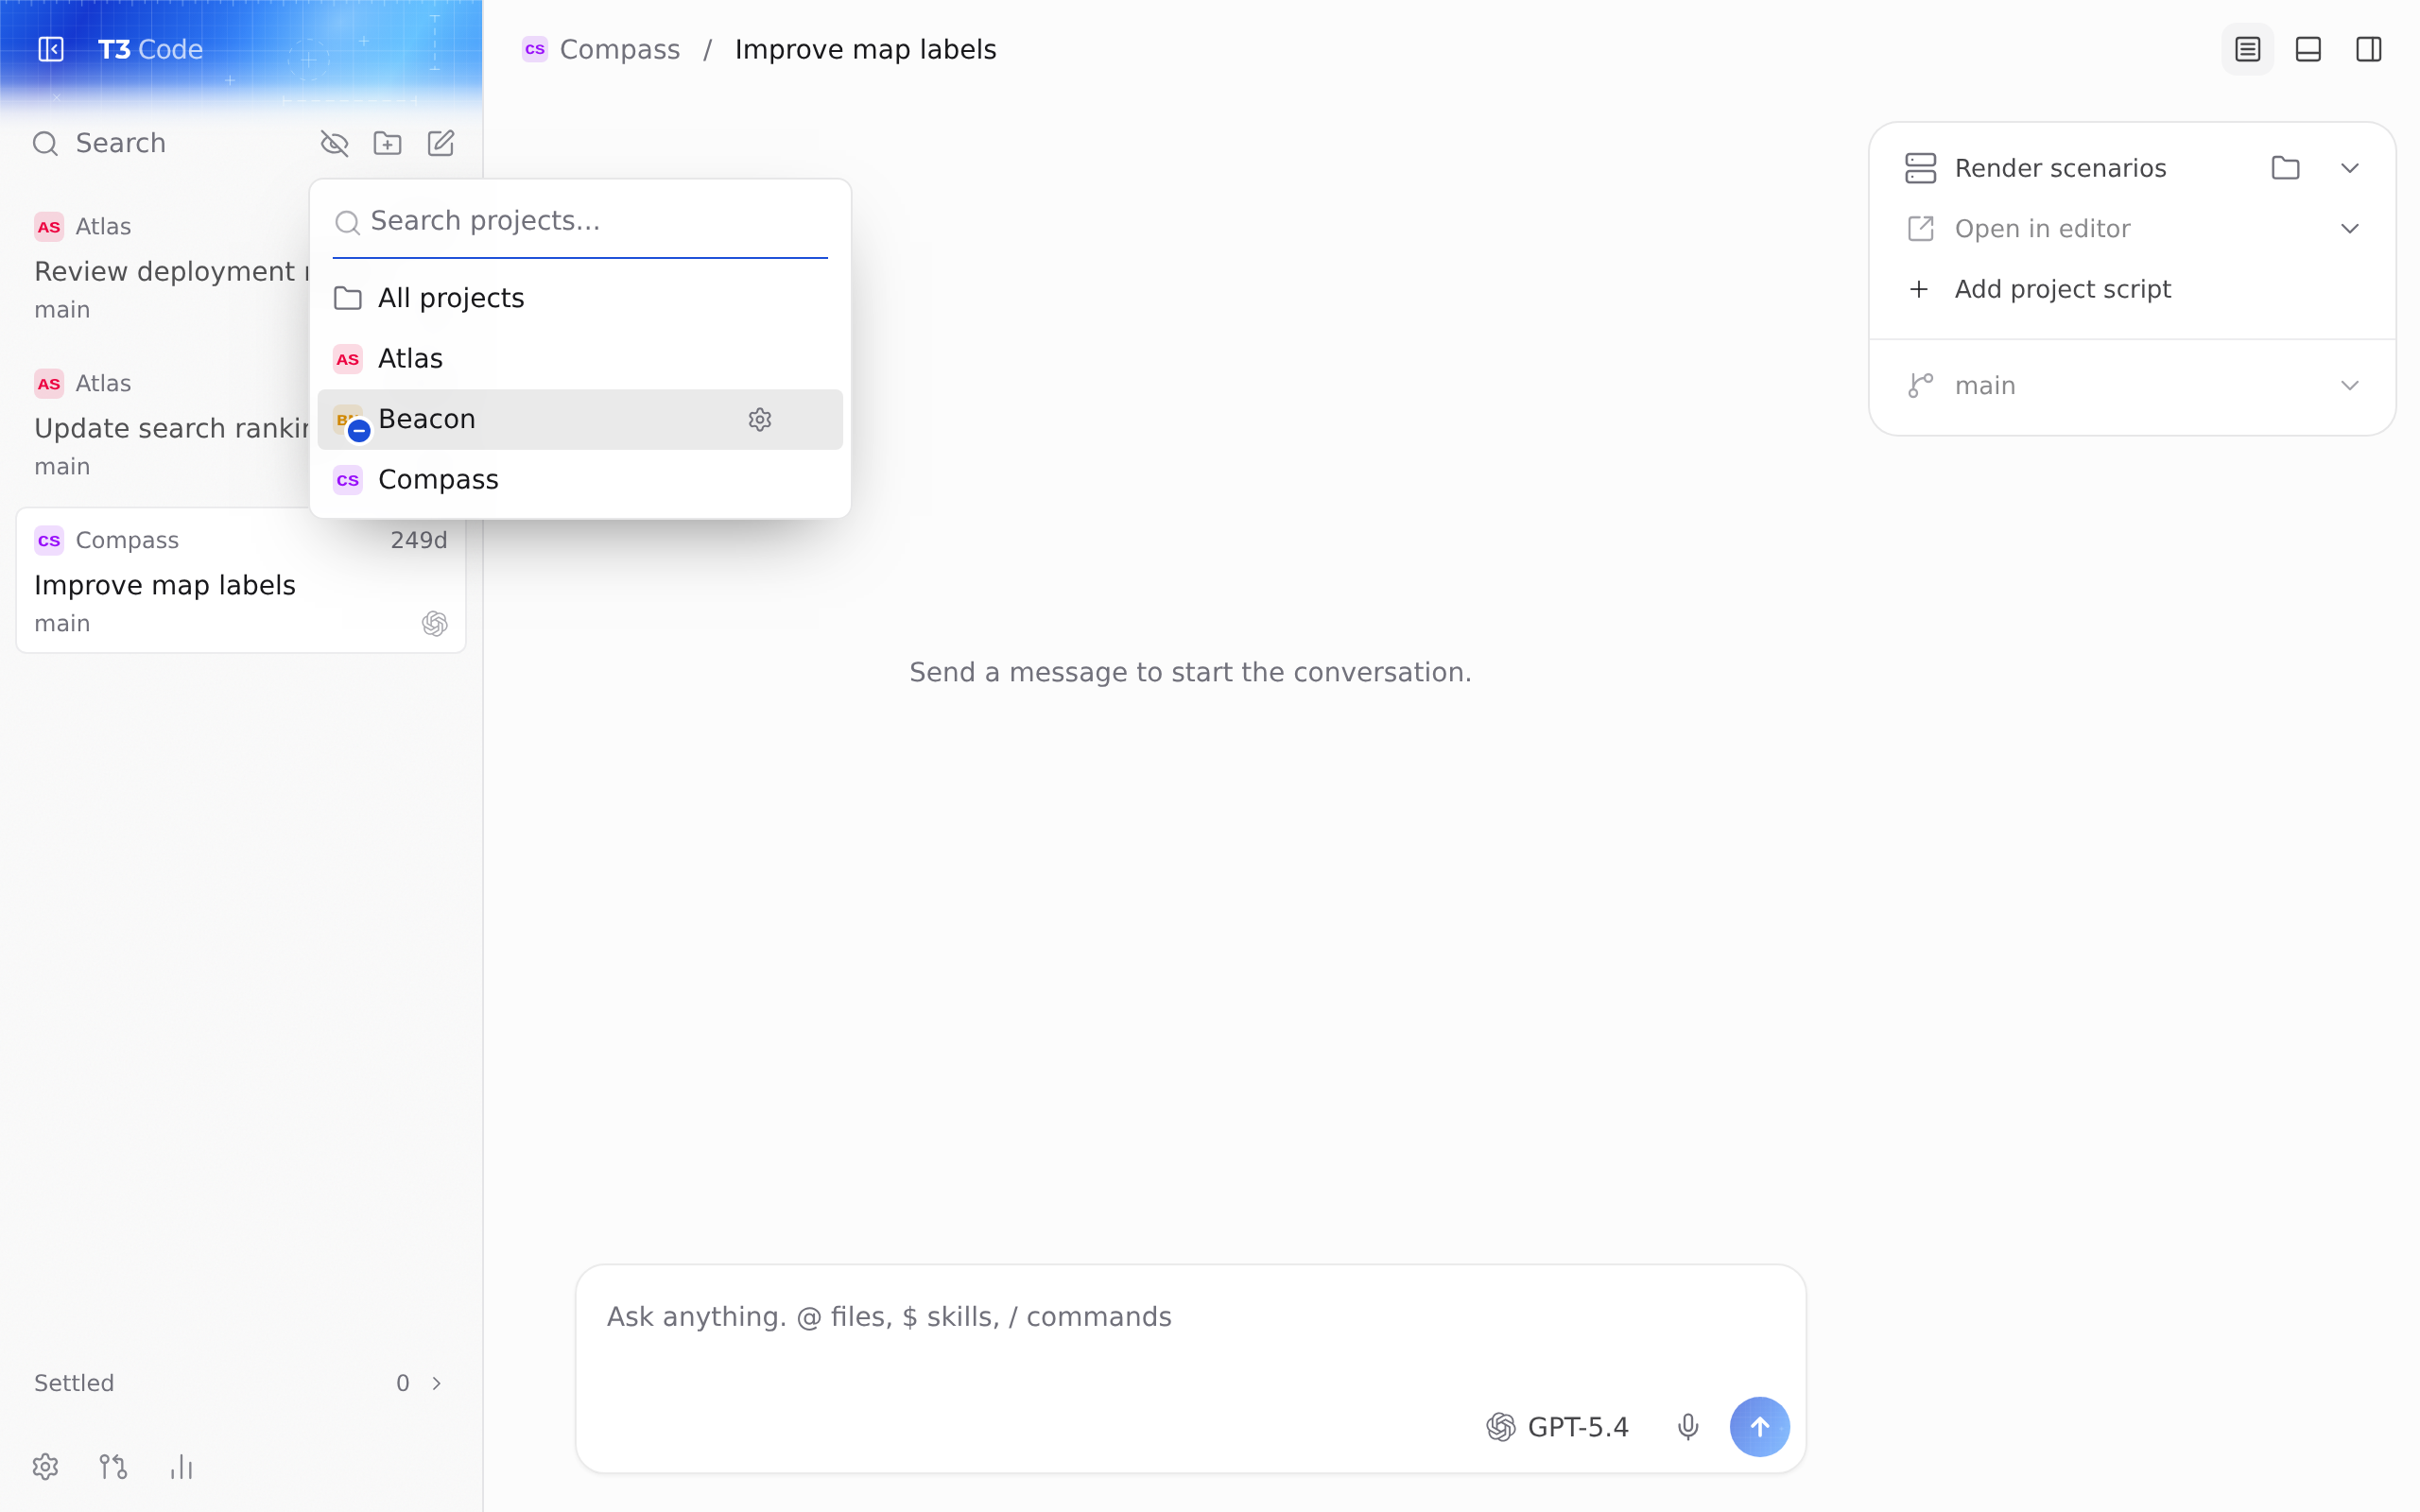 T3 Code
CS Compass / Improve map labels
Search
Search projects...
All projects
AS Atlas
Beacon
CS Compass
AS Atlas
Review deployment
main
AS Atlas
Update search
main
CS Compass 249d
Improve map labels
main
Settled 0
Render scenarios
Open in editor
Add project script
main
Send a message to start the conversation.
Ask anything. @ files, $ skills, / commands
GPT-5.4